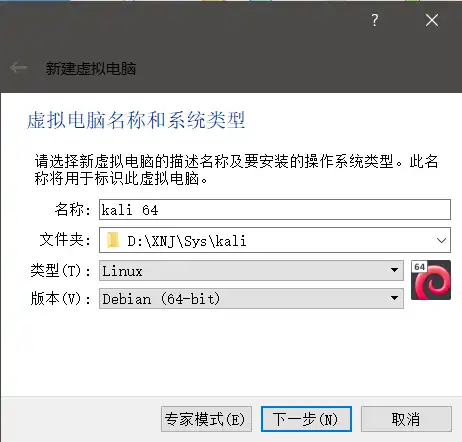 ?
新建虚拟电脑
虚拟电脑名称和系统类型
请选择新虚拟电脑的描述名称及要安装的操作系统类型。此名
称将用于标识此虚拟电脑。
名称: kali 64
文件夹: D:\XNJ\Sys\kali
类型(T): Linux
64
版本(V): Debian (64-bit)
专家模式(E) 下一步(N) 取消